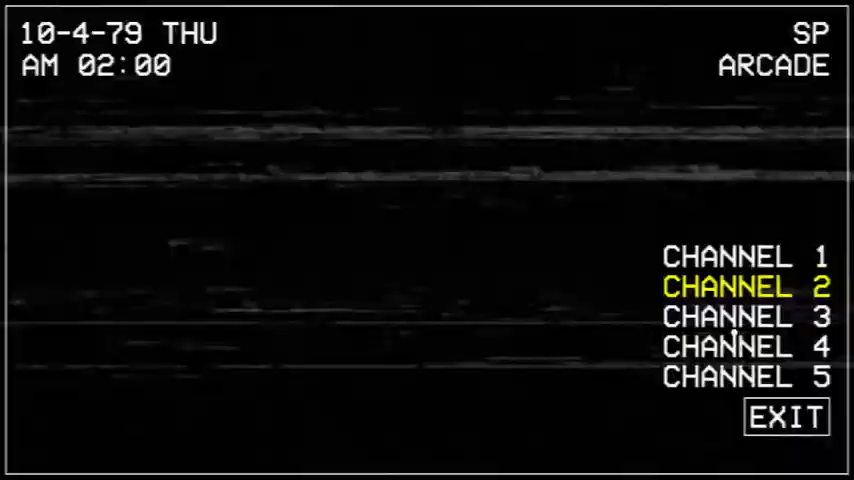 10-4-79 THU
AM 02:00
SP
ARCADE
CHANNEL 1
CHANNEL 2
CHANNEL 3
CHANNEL 4
CHANNEL 5
EXIT